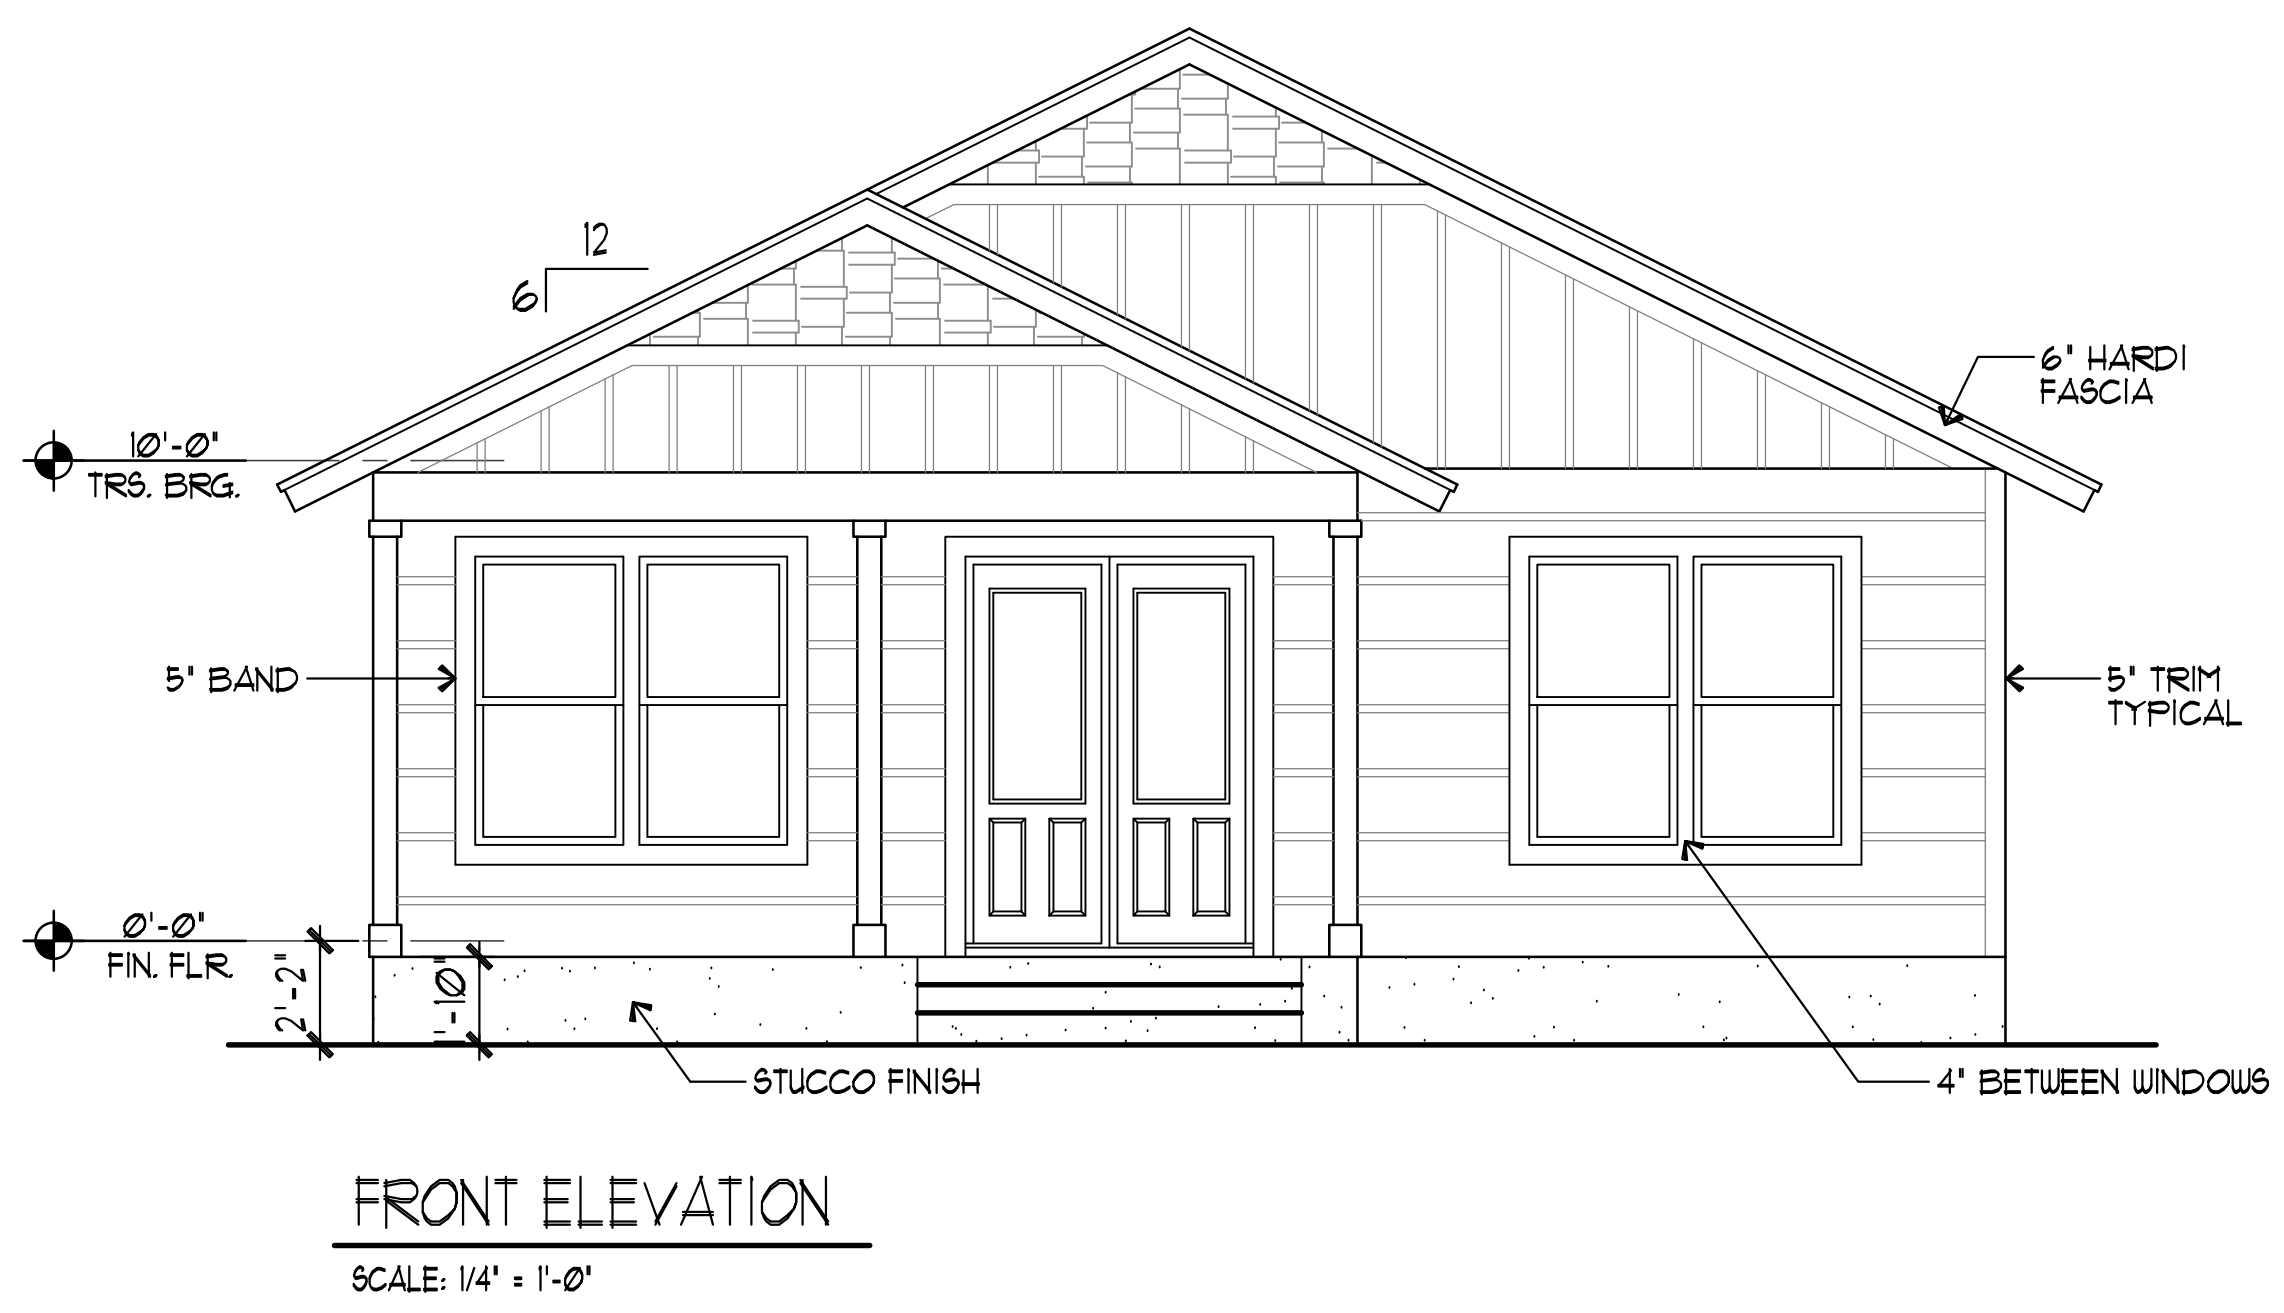 12
6
6" HARDI
FASCIA
10'-0"
TRS. BRG.
5" BAND
5" TRIM
TYPICAL
0'-0"
FIN. FLR.
2'-2"
1'-10"
STUCCO FINISH
4" BETWEEN WINDOWS
FRONT ELEVATION
SCALE: 1/4" = 1'-0"